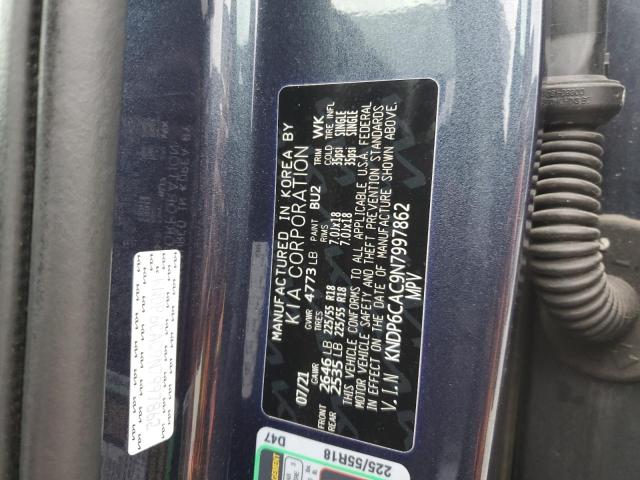 MANUFACTURED IN KOREA BY
KIA CORPORATION
07/21 GVWR 4773 LB PAINT BU2 TRIM WK
GAWR TIRES RIMS COLD TIRE INFL
FRONT 2646 LB 225/55 R18 7.0Jx18 35psi SINGLE
REAR 2535 LB 225/55 R18 7.0Jx18 35psi SINGLE
THIS VEHICLE CONFORMS TO ALL APPLICABLE U.S.A. FEDERAL
MOTOR VEHICLE SAFETY AND THEFT PREVENTION STANDARDS
IN EFFECT ON THE DATE OF MANUFACTURE SHOWN ABOVE.
V.I.N KNDP6CAC9N7997862
MPV
D47
225/55R18